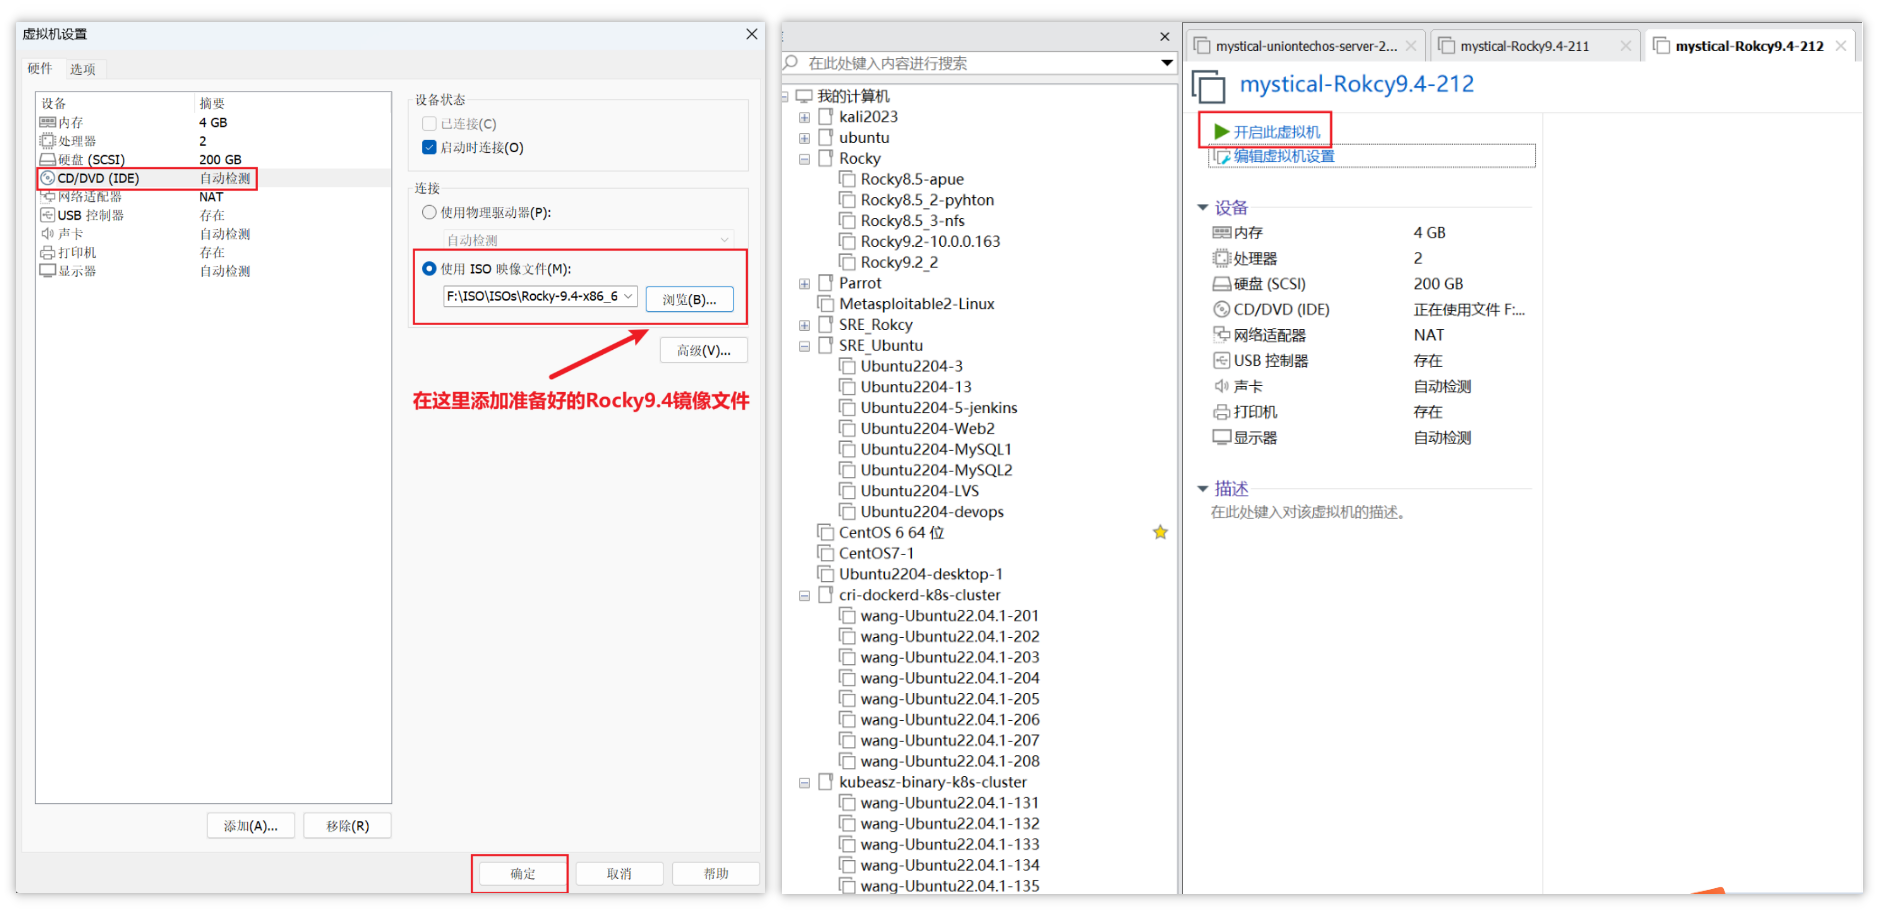 虚拟机设置
硬件 选项
设备 摘要
内存 4 GB
处理器 2
硬盘 (SCSI) 200 GB
CD/DVD (IDE) 自动检测
网络适配器 NAT
USB 控制器 存在
声卡 自动检测
打印机 存在
显示器 自动检测
添加(A)... 移除(R)
设备状态
已连接(C)
启动时连接(O)
连接
使用物理驱动器(P):
自动检测
使用 ISO 映像文件(M):
F:\ISO\ISOs\Rocky-9.4-x86_6 浏览(B)...
高级(V)...
在这里添加准备好的Rocky9.4镜像文件
确定 取消 帮助
在此处键入内容进行搜索
我的计算机
kali2023
ubuntu
Rocky
Rocky8.5-apue
Rocky8.5_2-pyhton
Rocky8.5_3-nfs
Rocky9.2-10.0.0.163
Rocky9.2_2
Parrot
Metasploitable2-Linux
SRE_Rokcy
SRE_Ubuntu
Ubuntu2204-3
Ubuntu2204-13
Ubuntu2204-5-jenkins
Ubuntu2204-Web2
Ubuntu2204-MySQL1
Ubuntu2204-MySQL2
Ubuntu2204-LVS
Ubuntu2204-devops
CentOS 6 64 位
CentOS7-1
Ubuntu2204-desktop-1
cri-dockerd-k8s-cluster
wang-Ubuntu22.04.1-201
wang-Ubuntu22.04.1-202
wang-Ubuntu22.04.1-203
wang-Ubuntu22.04.1-204
wang-Ubuntu22.04.1-205
wang-Ubuntu22.04.1-206
wang-Ubuntu22.04.1-207
wang-Ubuntu22.04.1-208
kubeasz-binary-k8s-cluster
wang-Ubuntu22.04.1-131
wang-Ubuntu22.04.1-132
wang-Ubuntu22.04.1-133
wang-Ubuntu22.04.1-134
wang-Ubuntu22.04.1-135
mystical-uniontechos-server-2... mystical-Rocky9.4-211 mystical-Rokcy9.4-212
mystical-Rokcy9.4-212
开启此虚拟机
编辑虚拟机设置
设备
内存 4 GB
处理器 2
硬盘 (SCSI) 200 GB
CD/DVD (IDE) 正在使用文件 F:...
网络适配器 NAT
USB 控制器 存在
声卡 自动检测
打印机 存在
显示器 自动检测
描述
在此处键入对该虚拟机的描述。